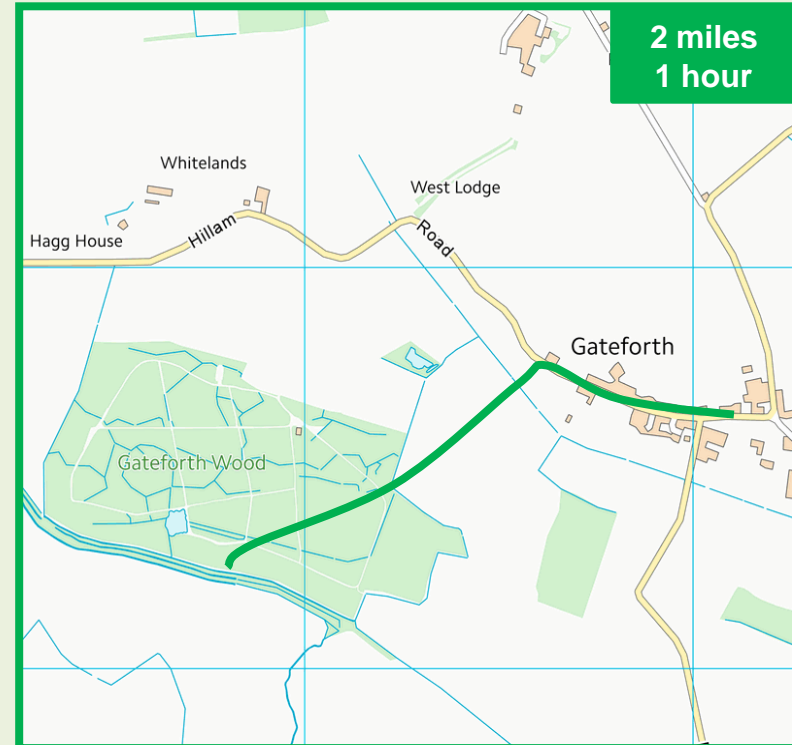 2 miles
1 hour
Whitelands
West Lodge
Hagg House
Hillam
Road
Gateforth
Gateforth Wood